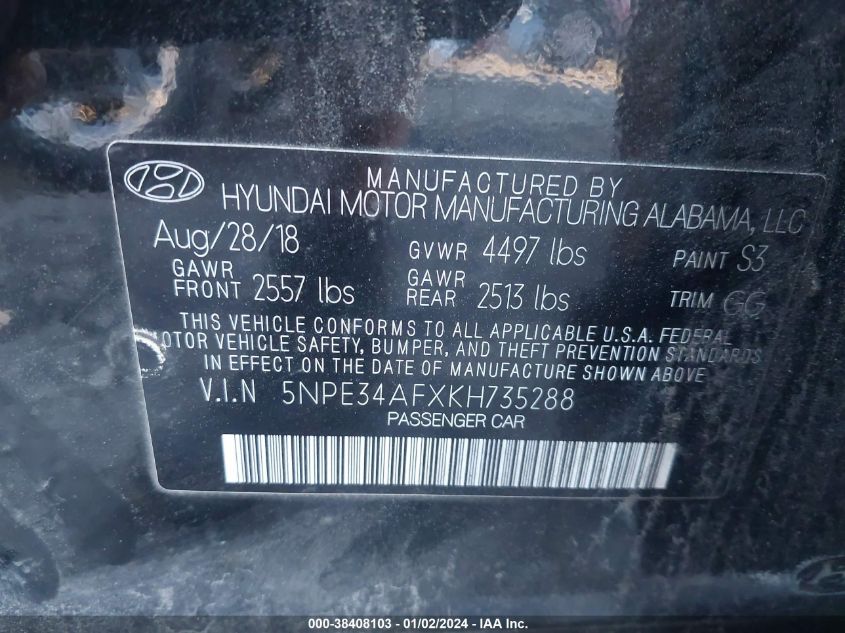 MANUFACTURED BY
HYUNDAI MOTOR MANUFACTURING ALABAMA, LLC
Aug/28/18 GVWR 4497 lbs PAINT S3
GAWR FRONT 2557 lbs GAWR REAR 2513 lbs TRIM GG
THIS VEHICLE CONFORMS TO ALL APPLICABLE U.S.A. FEDERAL
MOTOR VEHICLE SAFETY, BUMPER, AND THEFT PREVENTION STANDARDS
IN EFFECT ON THE DATE OF MANUFACTURE SHOWN ABOVE
V.I.N 5NPE34AFXKH735288
PASSENGER CAR
000-38408103 - 01/02/2024 - IAA Inc.